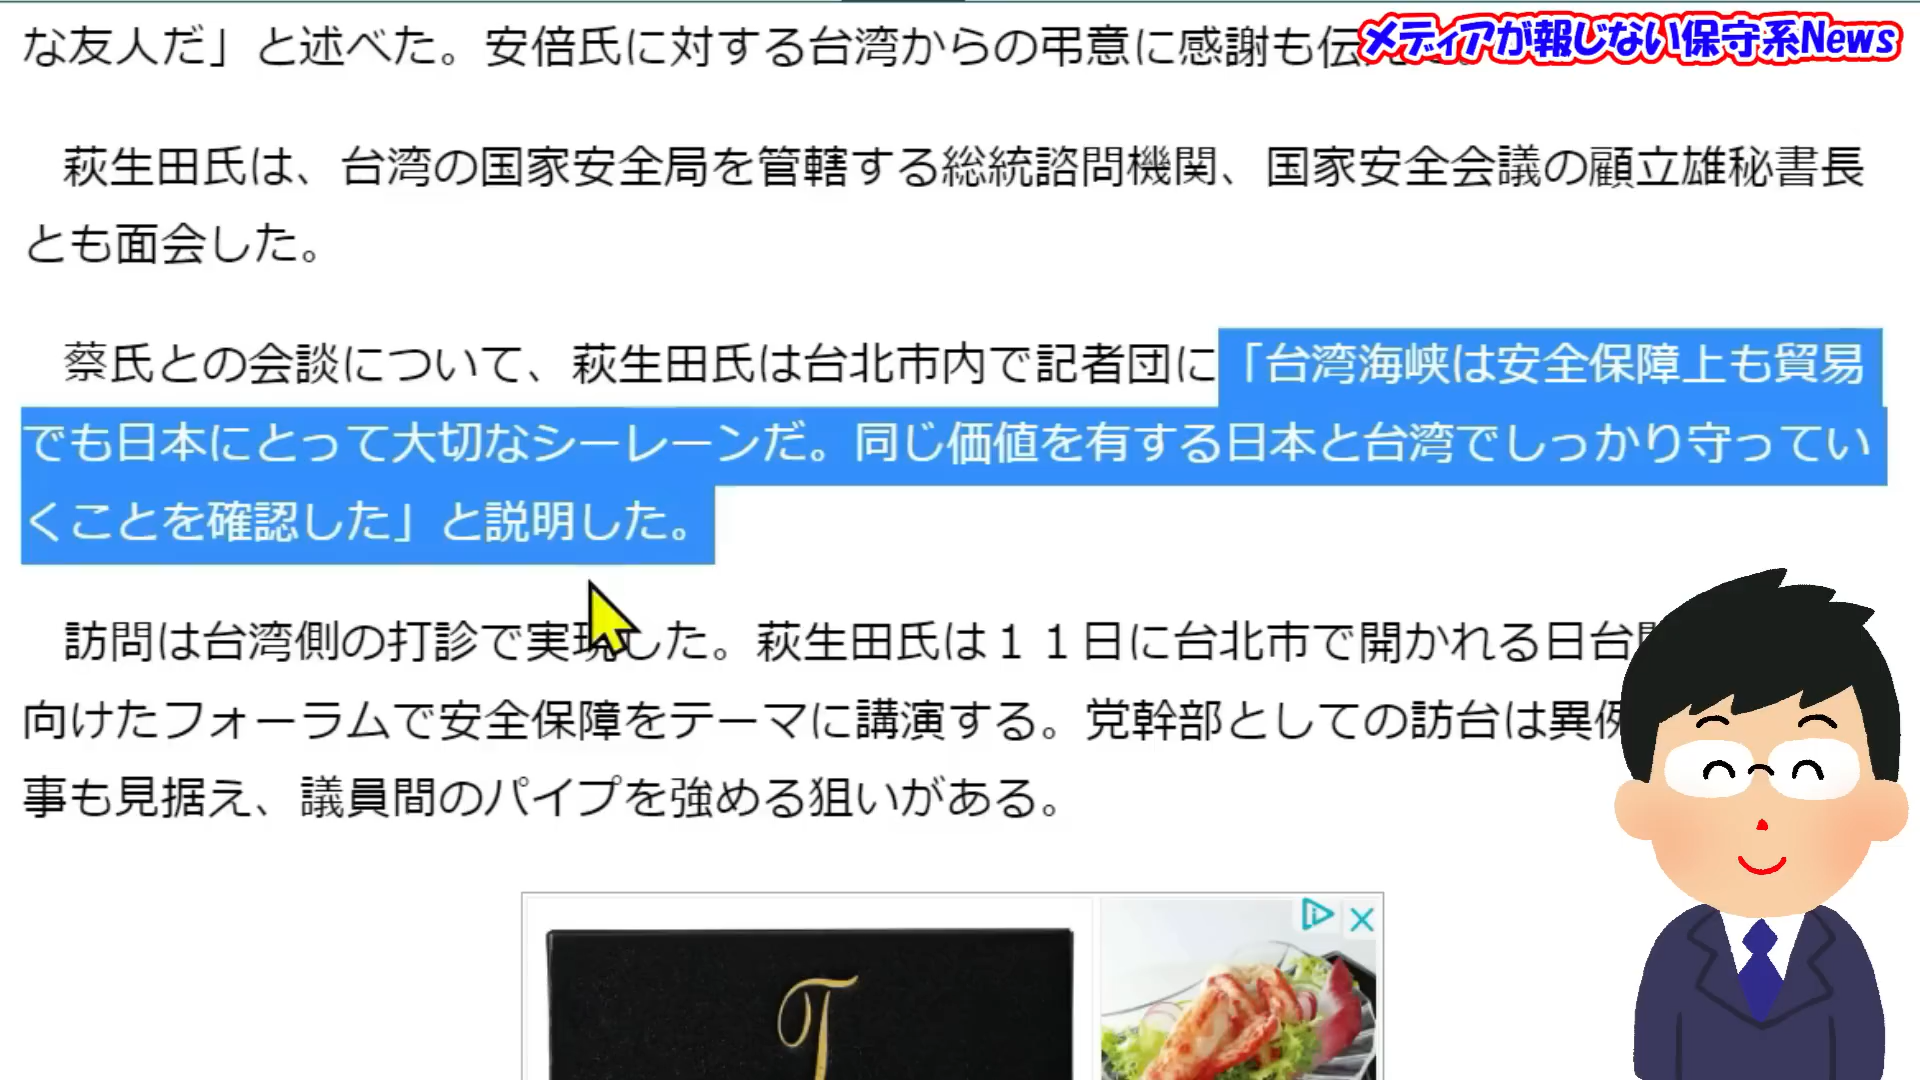 な友人だ」と述べた。安倍氏に対する台湾からの弔意に感謝も伝
メディアが報じない保守系News
萩生田氏は、台湾の国家安全局を管轄する総統諮問機関、国家安全会議の顧立雄秘書長
とも面会した。
蔡氏との会談について、萩生田氏は台北市内で記者団に「台湾海峡は安全保障上も貿易
でも日本にとって大切なシーレーンだ。同じ価値を有する日本と台湾でしっかり守ってい
くことを確認した」と説明した。
訪問は台湾側の打診で実現した。萩生田氏は１１日に台北市で開かれる日台
向けたフォーラムで安全保障をテーマに講演する。党幹部としての訪台は異例
事も見据え、議員間のパイプを強める狙いがある。
T